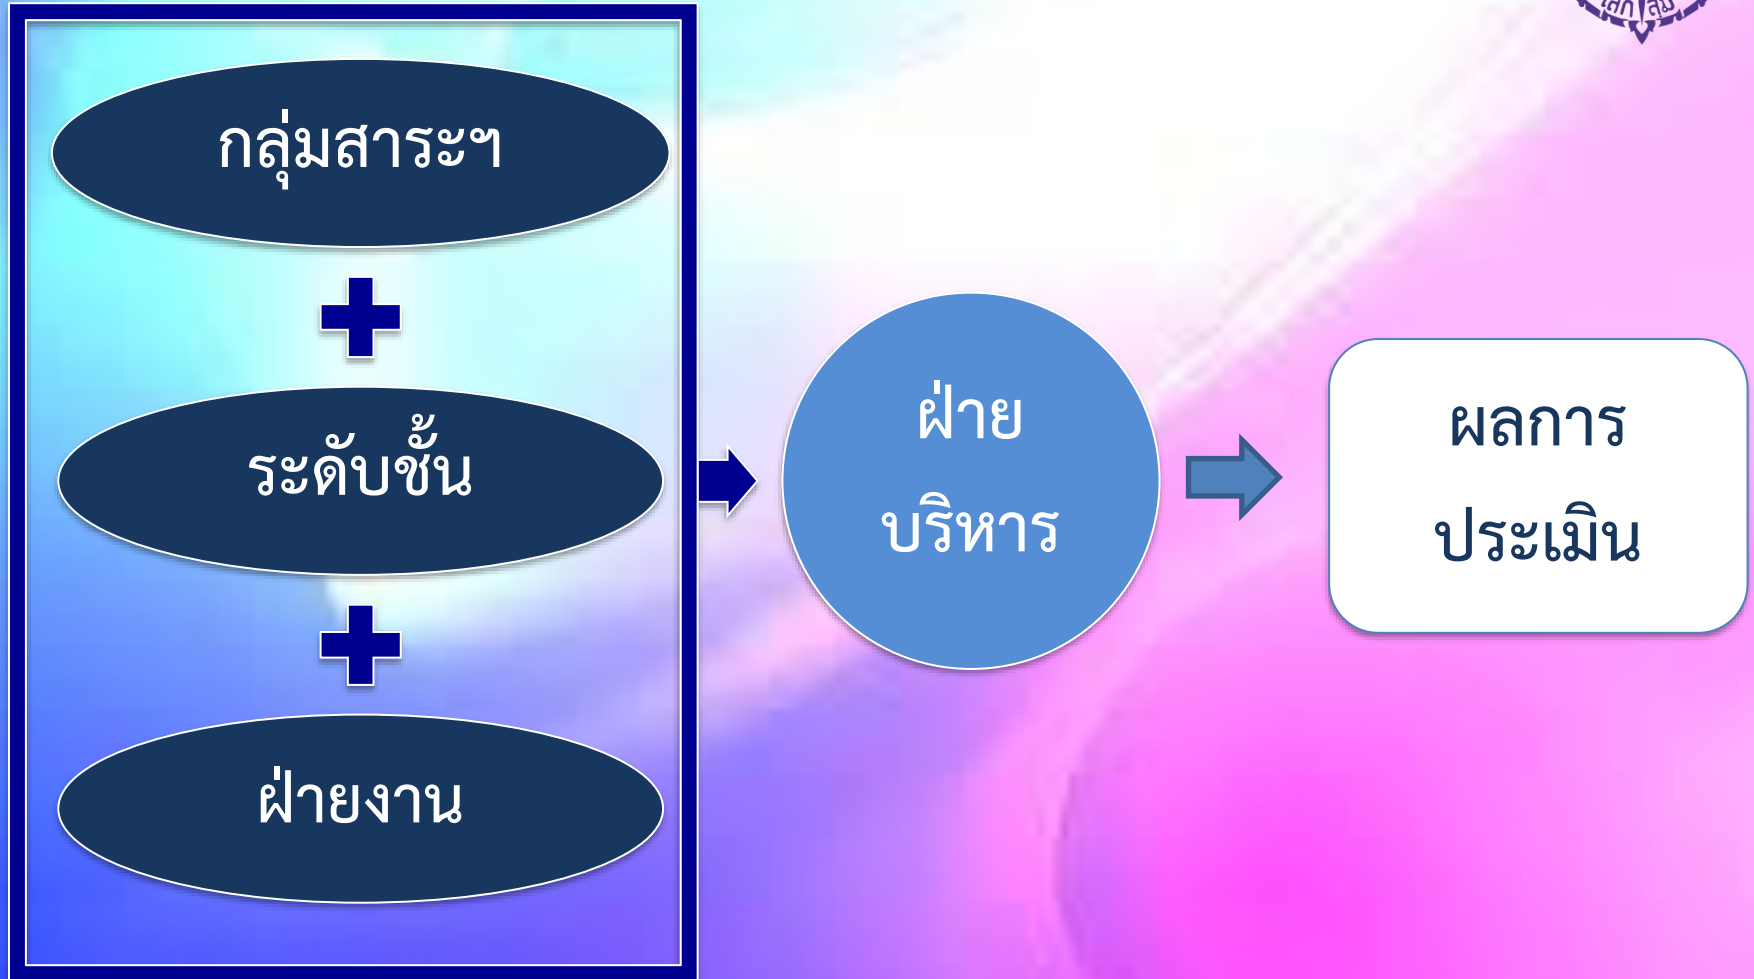 กลุ่มสาระฯ
ระดับชั้น
ฝ่ายงาน
ฝ่าย
บริหาร
ผลการ
ประเมิน